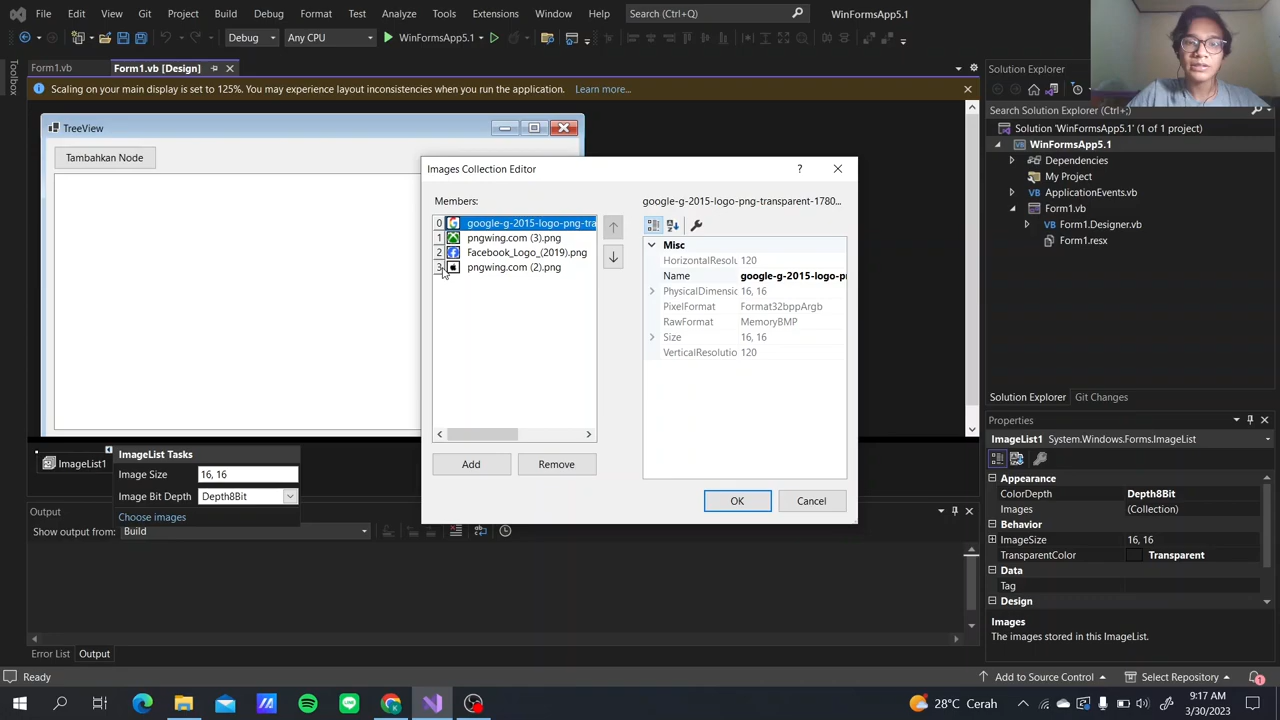 File Edit View Git Project Build Debug Format Test Analyze Tools Extensions Window Help Search (Ctrl+Q) WinFormsApp5.1
Debug Any CPU WinFormsApp5.1
Toolbox
Form1.vb Form1.vb [Design]
Scaling on your main display is set to 125%. You may experience layout inconsistencies when you run the application. Learn more...
TreeView
Tambahkan Node
Images Collection Editor ?
Members:
0 google-g-2015-logo-png-tra
1 pngwing.com (3).png
2 Facebook_Logo_(2019).png
3 pngwing.com (2).png
Add Remove
google-g-2015-logo-png-transparent-1780...
Misc
HorizontalResolu 120
Name google-g-2015-logo-p
PhysicalDimensic 16, 16
PixelFormat Format32bppArgb
RawFormat MemoryBMP
Size 16, 16
VerticalResolutio 120
OK Cancel
ImageList1
ImageList Tasks
Image Size 16, 16
Image Bit Depth Depth8Bit
Choose images
Output
Show output from: Build
Error List Output
Solution Explorer
Search Solution Explorer (Ctrl+;)
Solution 'WinFormsApp5.1' (1 of 1 project)
WinFormsApp5.1
Dependencies
My Project
ApplicationEvents.vb
Form1.vb
Form1.Designer.vb
Form1.resx
Solution Explorer Git Changes
Properties
ImageList1 System.Windows.Forms.ImageList
Appearance
ColorDepth Depth8Bit
Images (Collection)
Behavior
ImageSize 16, 16
TransparentColor Transparent
Data
Tag
Design
Images
The images stored in this ImageList.
Ready Add to Source Control Select Repository 1
28°C Cerah 9:17 AM
3/30/2023